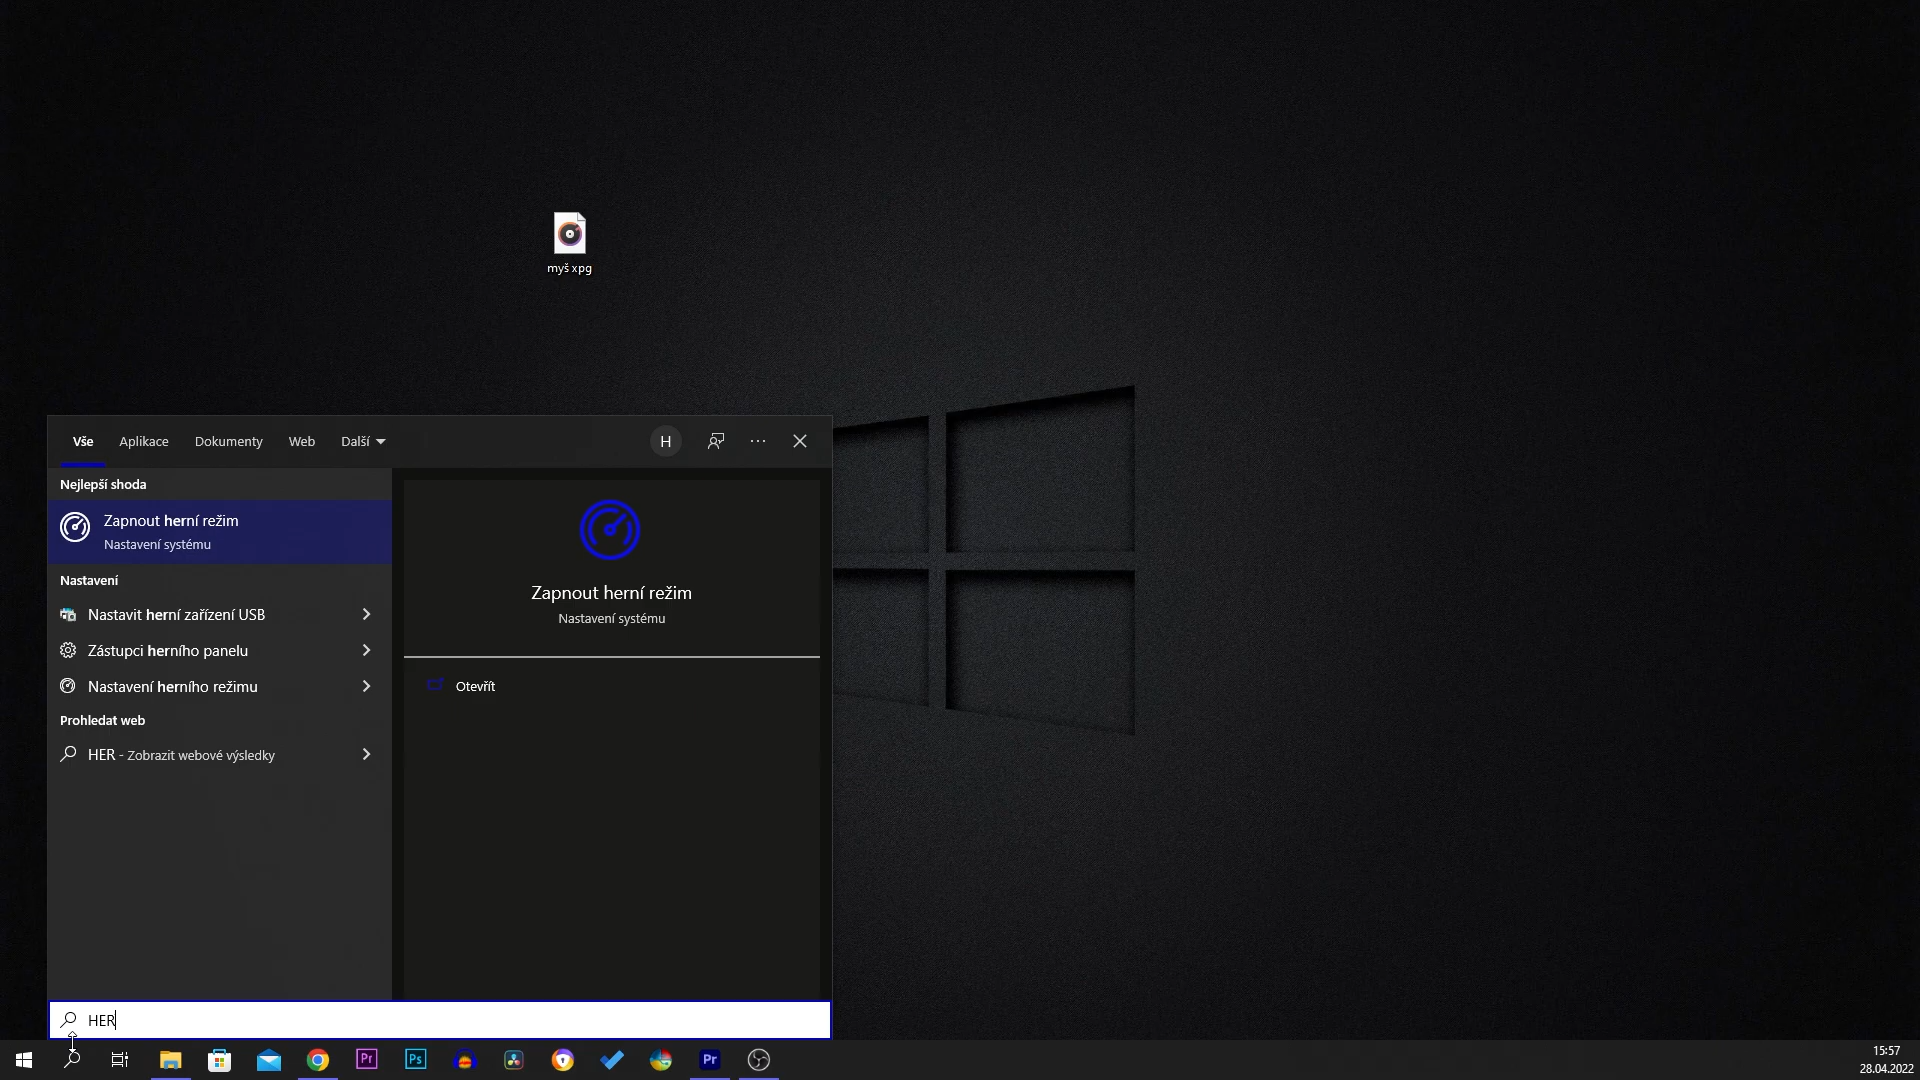 myš xpg
Vše Aplikace Dokumenty Web Další H
Nejlepší shoda
Zapnout herní režim
Nastavení systému
Nastavení
Nastavit herní zařízení USB
Zástupci herního panelu
Nastavení herního režimu
Prohledat web
HER - Zobrazit webové výsledky
Zapnout herní režim
Nastavení systému
Otevřít
HER
Pr Ps Pr
15:57
28.04.2022